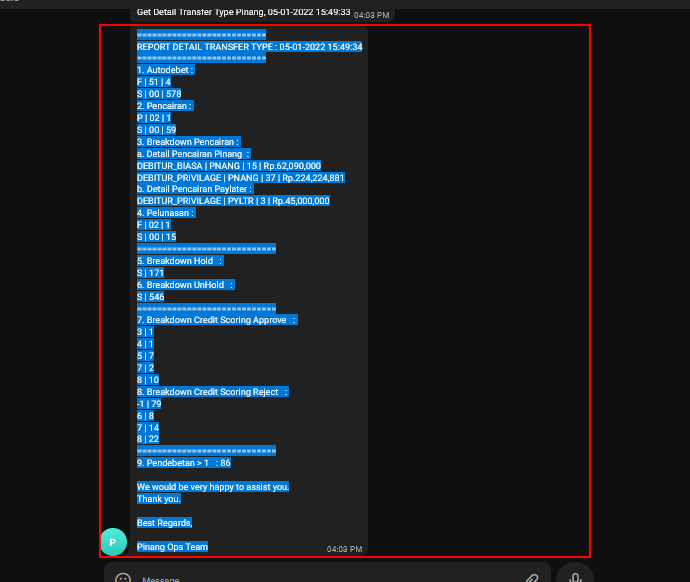 Get Detail Transfer Type Pinang, 05-01-2022 15:49:33 04:03 PM
==========================
REPORT DETAIL TRANSFER TYPE : 05-01-2022 15:49:34
==========================
1. Autodebet :
F | 51 | 4
S | 00 | 578
2. Pencairan :
P | 02 | 1
S | 00 | 59
3. Breakdown Pencairan :
a. Detail Pencairan Pinang :
DEBITUR_BIASA | PNANG | 15 | Rp.62,090,000
DEBITUR_PRIVILAGE | PNANG | 37 | Rp.224,224,881
b. Detail Pencairan Paylater :
DEBITUR_PRIVILAGE | PYLTR | 3 | Rp.45,000,000
4. Pelunasan :
F | 02 | 1
S | 00 | 15
============================
5. Breakdown Hold :
S | 171
6. Breakdown UnHold :
S | 546
============================
7. Breakdown Credit Scoring Approve :
3 | 1
4 | 1
5 | 7
7 | 2
8 | 10
8. Breakdown Credit Scoring Reject :
-1 | 79
6 | 8
7 | 14
8 | 22
============================
9. Pendebetan > 1 : 86
We would be very happy to assist you.
Thank you.
Best Regards,
Pinang Ops Team
P
04:03 PM
Message